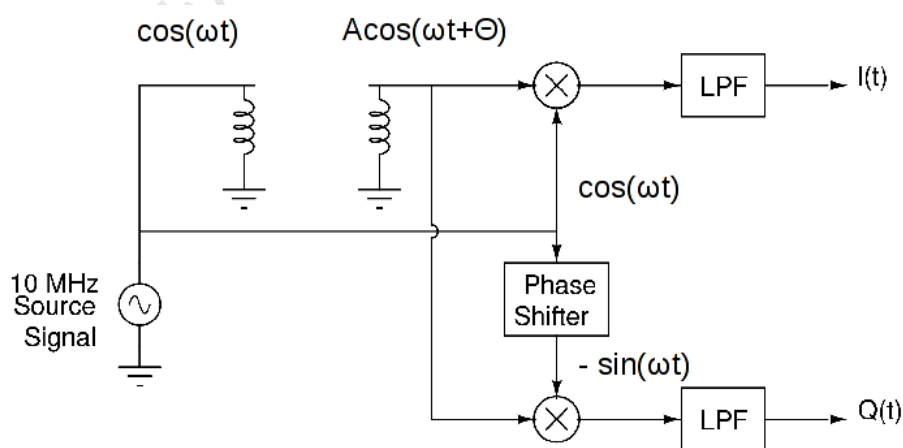 cos(ωt)
Acos(ωt+Θ)
LPF
I(t)
cos(ωt)
10 MHz
Source
Signal
Phase
Shifter
- sin(ωt)
LPF
Q(t)